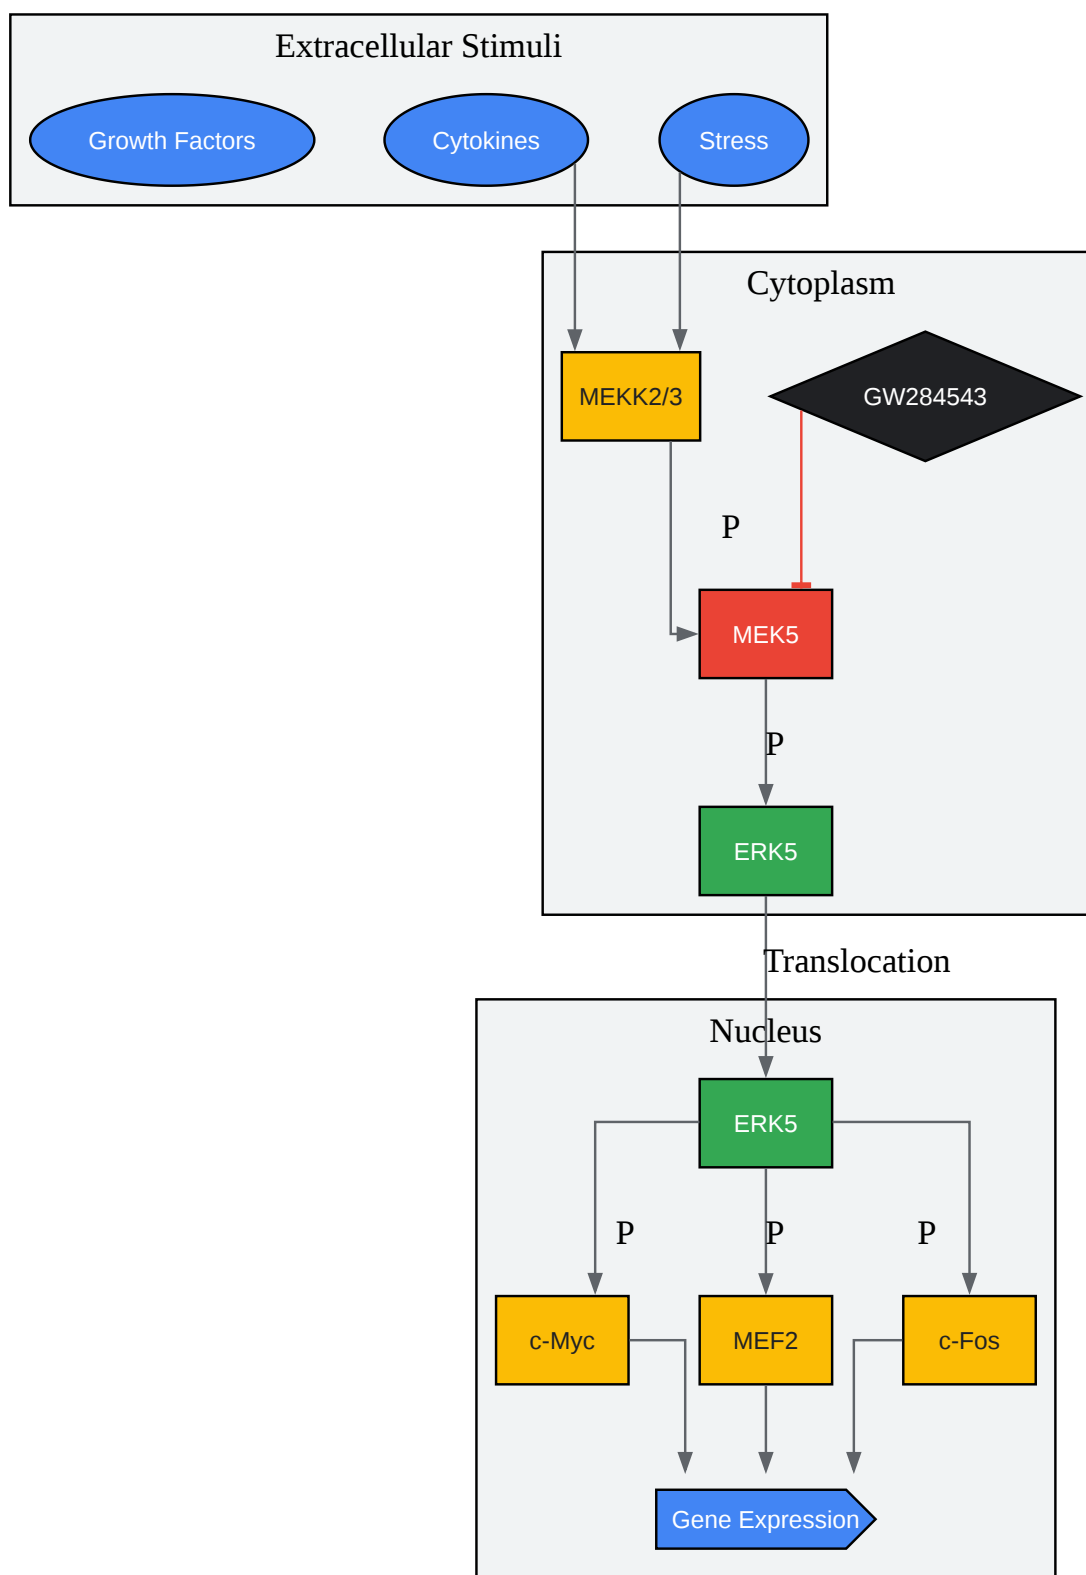 Extracellular Stimuli
Growth Factors
Cytokines
Stress
Cytoplasm
MEKK2/3
GW284543
P
MEK5
P
ERK5
Translocation
Nucleus
ERK5
P
P
P
c-Myc
MEF2
c-Fos
Gene Expression